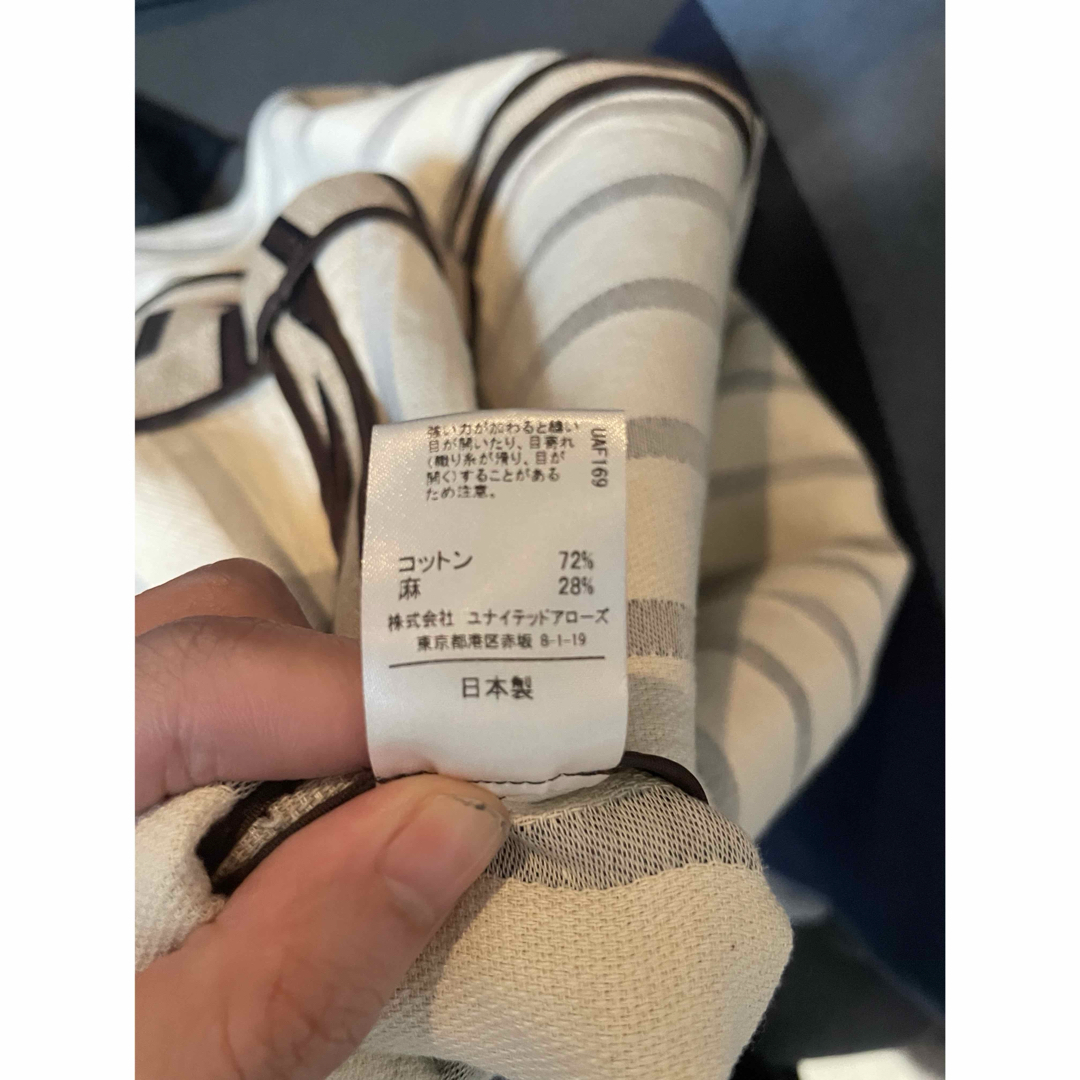 強い力が加わると縫い
目が開いたり、目寄れ
(織り糸が滑り、目が
開く)することがある
ため注意。
UAF169
コットン 72%
麻 28%
株式会社 ユナイテッドアローズ
東京都港区赤坂 8-1-19
日本製